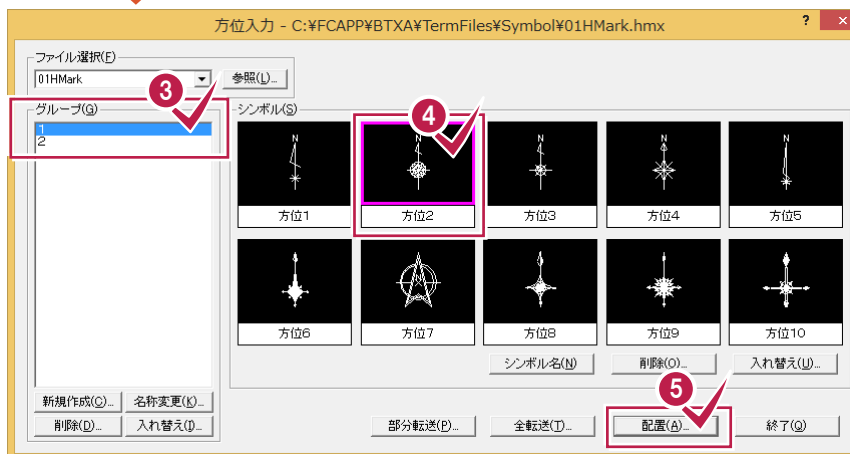 方位入力 - C:¥FCAPP¥BTXA¥TermFiles¥Symbol¥01HMark.hmx ? ×
ファイル選択(F)
01HMark 参照(L)...
3
グループ(G)
1
2
シンボル(S)
4
N N N N N
方位1 方位2 方位3 方位4 方位5
方位6 方位7 方位8 方位9 方位10
シンボル名(N) 削除(O)... 入れ替え(U)...
新規作成(C)... 名称変更(K)...
削除(D)... 入れ替え(I)...
5
部分転送(P)... 全転送(T)... 配置(A)... 終了(Q)